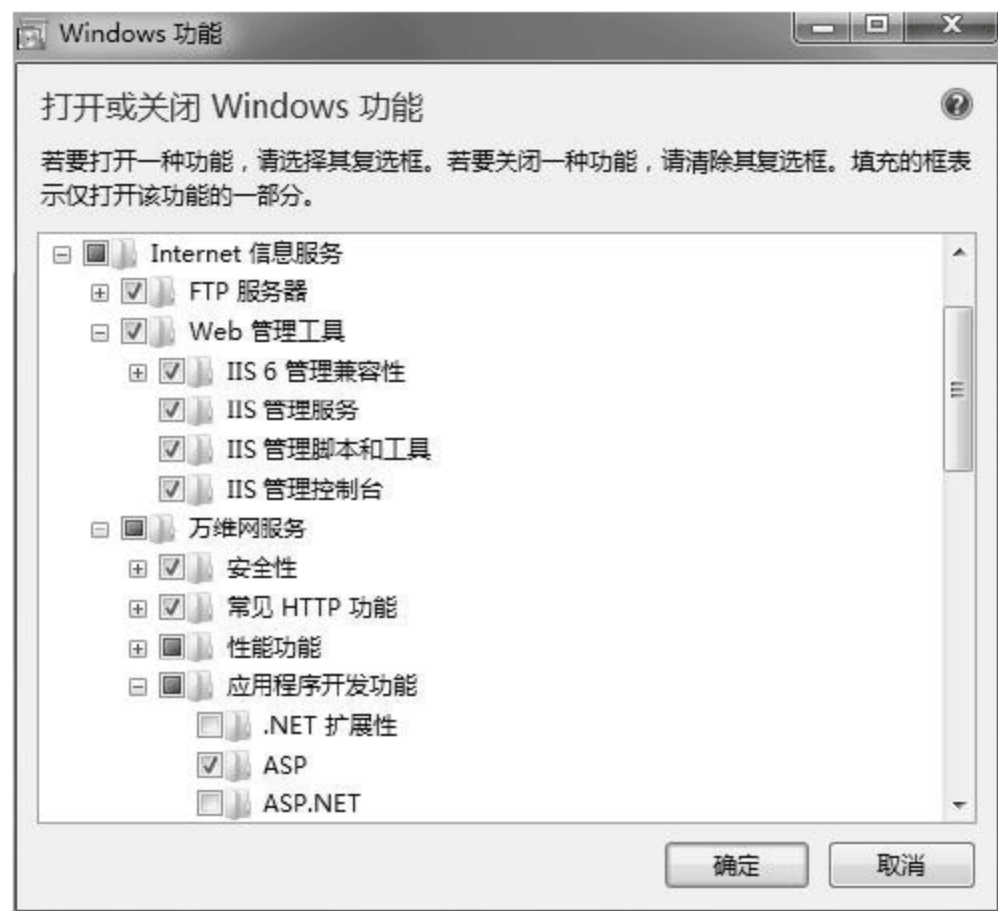 Windows 功能
打开或关闭 Windows 功能
若要打开一种功能，请选择其复选框。若要关闭一种功能，请清除其复选框。填充的框表
示仅打开该功能的一部分。
Internet 信息服务
FTP 服务器
Web 管理工具
IIS 6 管理兼容性
IIS 管理服务
IIS 管理脚本和工具
IIS 管理控制台
万维网服务
安全性
常见 HTTP 功能
性能功能
应用程序开发功能
.NET 扩展性
ASP
ASP.NET
确定
取消